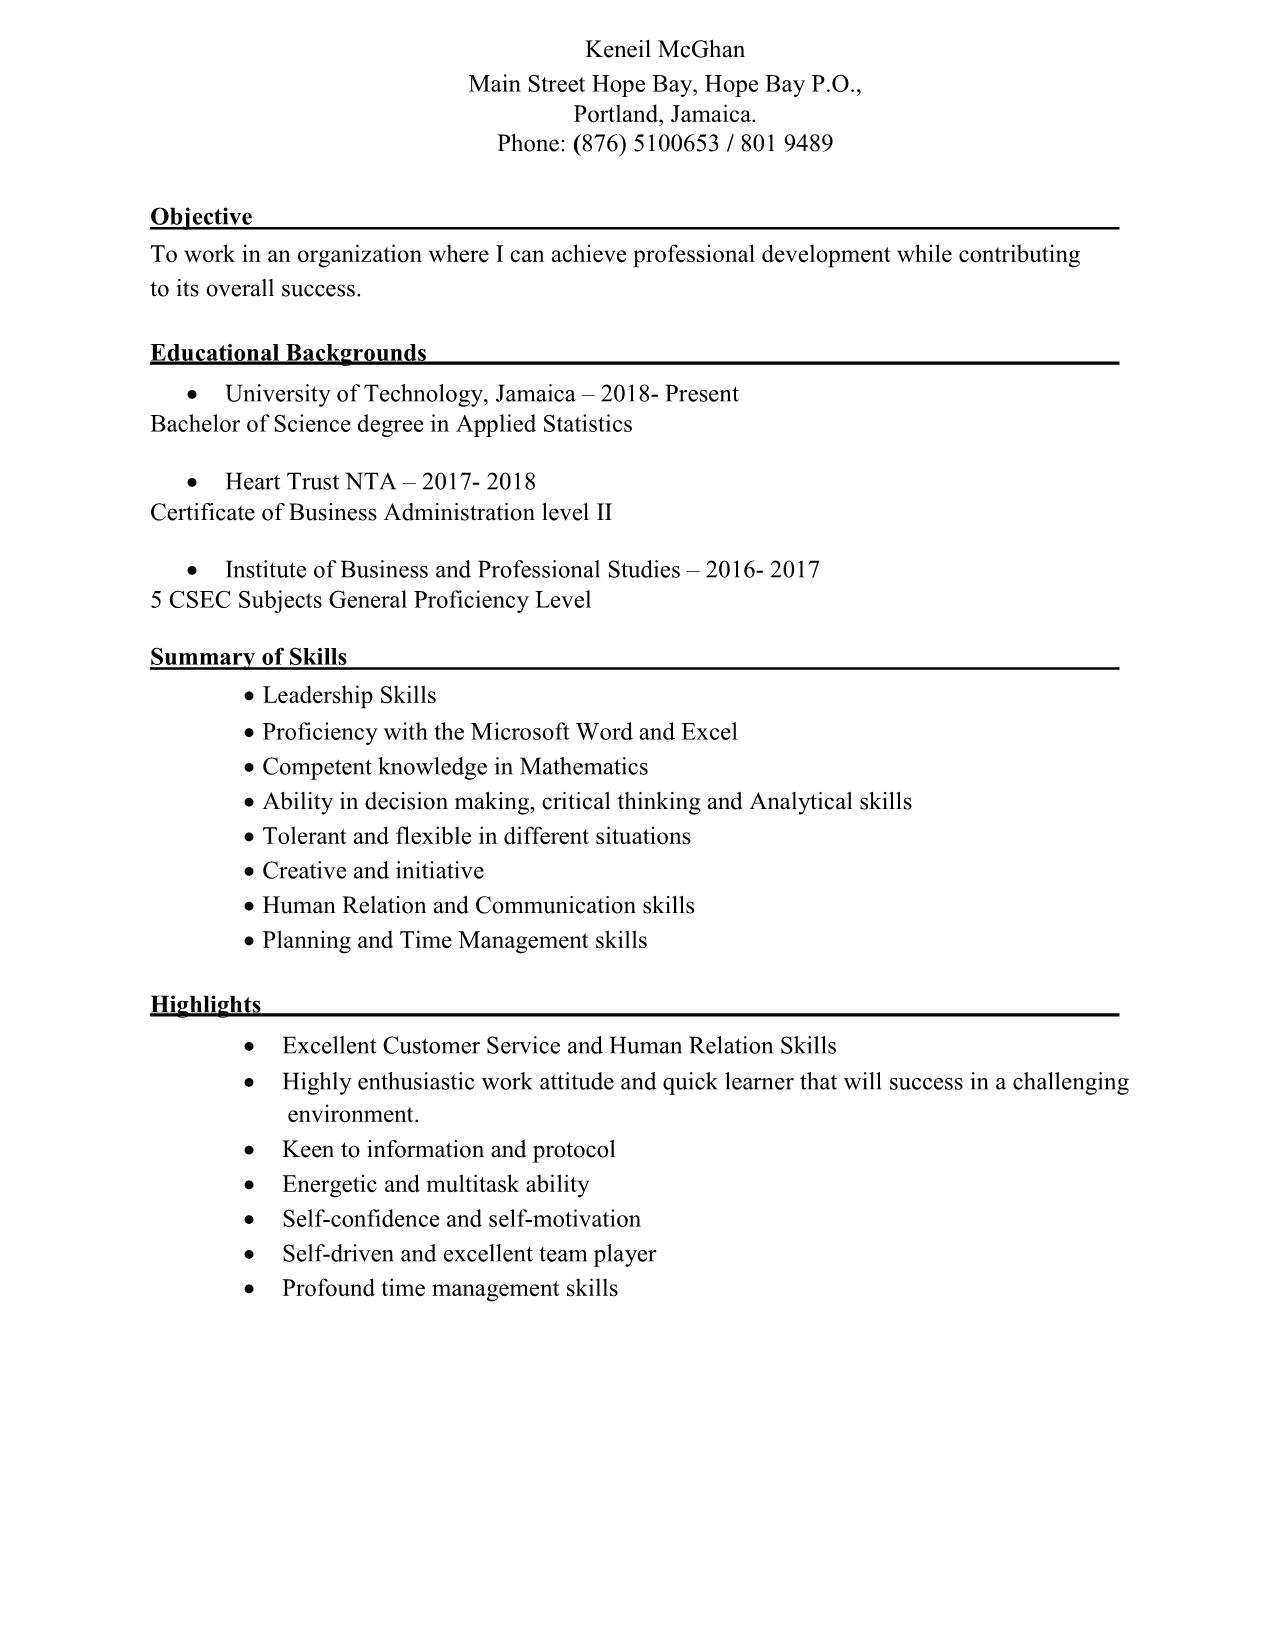 Keneil McGhan
Main Street Hope Bay, Hope Bay P.O.,
Portland, Jamaica.
Phone: (876) 5100653 / 801 9489
Objective
To work in an organization where I can achieve professional development while contributing
to its overall success.
Educational Backgrounds
• University of Technology, Jamaica – 2018- Present
Bachelor of Science degree in Applied Statistics
• Heart Trust NTA – 2017- 2018
Certificate of Business Administration level II
• Institute of Business and Professional Studies – 2016- 2017
5 CSEC Subjects General Proficiency Level
Summary of Skills
• Leadership Skills
• Proficiency with the Microsoft Word and Excel
• Competent knowledge in Mathematics
• Ability in decision making, critical thinking and Analytical skills
• Tolerant and flexible in different situations
• Creative and initiative
• Human Relation and Communication skills
• Planning and Time Management skills
Highlights
• Excellent Customer Service and Human Relation Skills
• Highly enthusiastic work attitude and quick learner that will success in a challenging
environment.
• Keen to information and protocol
• Energetic and multitask ability
• Self-confidence and self-motivation
• Self-driven and excellent team player
• Profound time management skills